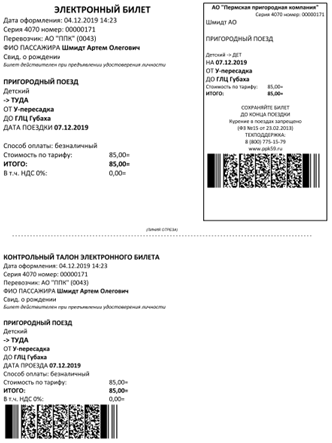 ЭЛЕКТРОННЫЙ БИЛЕТ
Дата оформления: 04.12.2019 14:23
Серия 4070 номер: 00000171
Перевозчик: АО "ППК" (0043)
ФИО ПАССАЖИРА Шмидт Артем Олегович
Свид. о рождении
Билет действителен при предъявлении удостоверения личности
ПРИГОРОДНЫЙ ПОЕЗД
Детский
-> ТУДА
ОТ У-пересадка
ДО ГЛЦ Губаха
ДАТА ПОЕЗДКИ 07.12.2019
Способ оплаты: безналичный
Стоимость по тарифу: 85,00=
ИТОГО: 85,00=
В т.ч. НДС 0%: 0,00=
АО "Пермская пригородная компания"
Серия 4070 номер: 00000171
Шмидт АО
ПРИГОРОДНЫЙ ПОЕЗД
Детский -> ДЕТ
НА 07.12.2019
ОТ У-пересадка
ДО ГЛЦ Губаха
Стоимость по тарифу: 85,00=
ИТОГО: 85,00=
СОХРАНЯЙТЕ БИЛЕТ
ДО КОНЦА ПОЕЗДКИ
Курение в поездах запрещено
(ФЗ №15 от 23.02.2013)
ТЕХПОДДЕРЖКА:
8 (800) 775-15-79
www.ppk59.ru
(ЛИНИЯ ОТРЕЗА)
КОНТРОЛЬНЫЙ ТАЛОН ЭЛЕКТРОННОГО БИЛЕТА
Дата оформления: 04.12.2019 14:23
Серия 4070 номер: 00000171
Перевозчик: АО "ППК" (0043)
ФИО ПАССАЖИРА Шмидт Артем Олегович
Свид. о рождении
Билет действителен при предъявлении удостоверения личности
ПРИГОРОДНЫЙ ПОЕЗД
Детский
-> ТУДА
ОТ У-пересадка
ДО ГЛЦ Губаха
ДАТА ПРОЕЗДА 07.12.2019
Способ оплаты: безналичный
Стоимость по тарифу: 85,00=
ИТОГО: 85,00=
В т.ч. НДС 0%: 0,00=